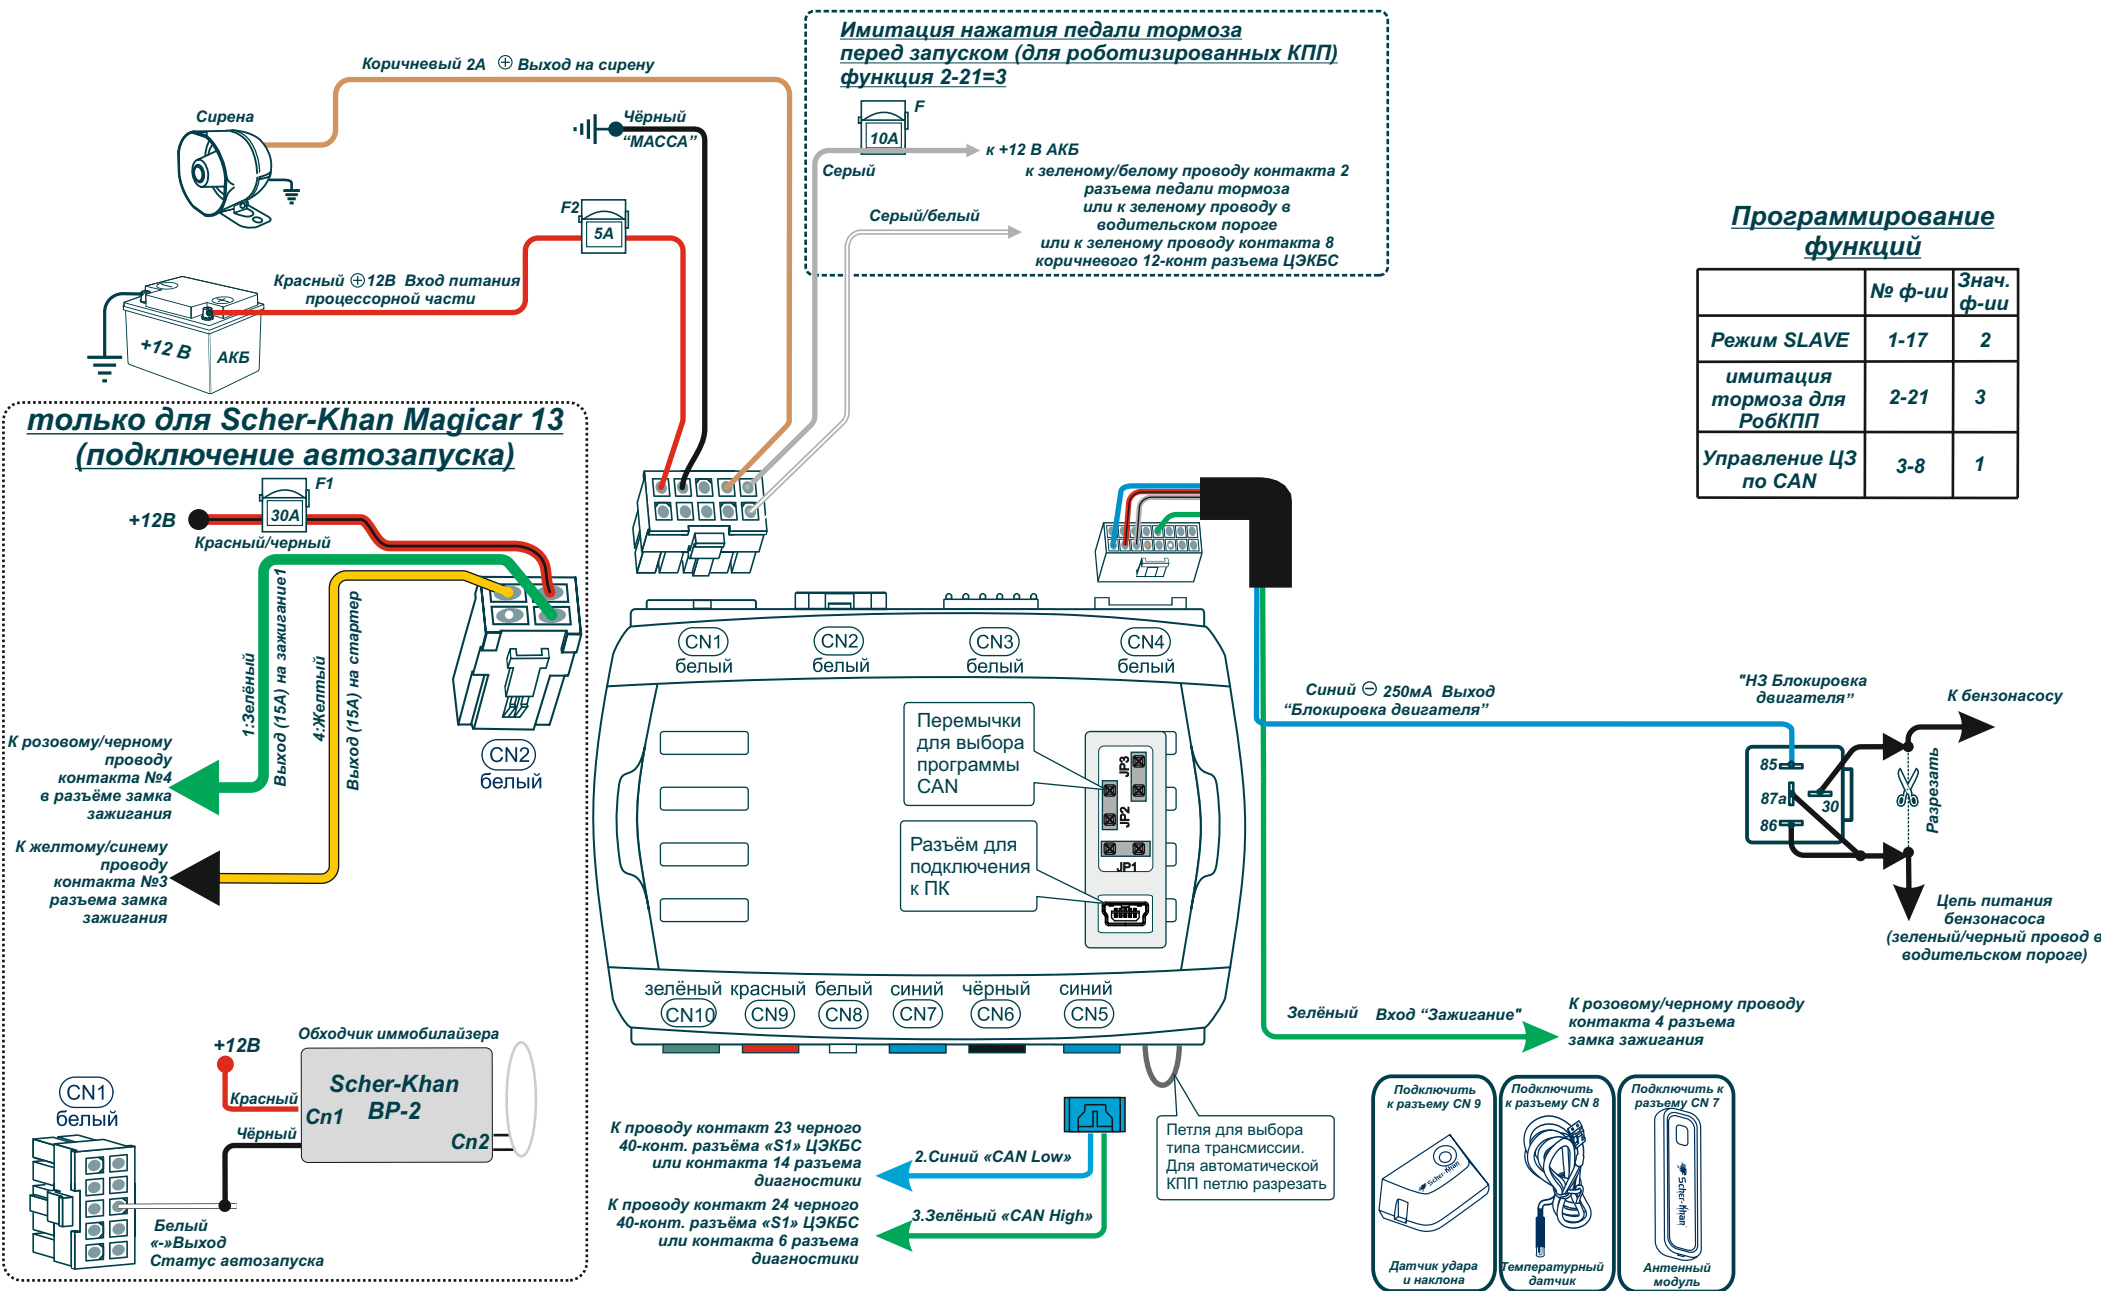 Имитация нажатия педали тормоза
перед запуском (для роботизированных КПП)
функция 2-21=3
F
10А
к +12 В АКБ
Серый
к зеленому/белому проводу контакта 2
разъема педали тормоза
или к зеленому проводу в
водительском пороге
или к зеленому проводу контакта 8
коричневого 12-конт разъема ЦЭКБС
Серый/белый
Коричневый 2А ⊕ Выход на сирену
Сирена
Чёрный
“МАССА”
F2
5А
Красный ⊕12В Вход питания
процессорной части
+12 В
АКБ
Программирование
функций
№ ф-ии
Знач.
ф-ии
Режим SLAVE
1-17
2
имитация
тормоза для
РобКПП
2-21
3
Управление ЦЗ
по CAN
3-8
1
только для Scher-Khan Magicar 13
(подключение автозапуска)
F1
30А
+12В
Красный/черный
1:Зелёный
Выход (15А) на зажигание1
4:Желтый
Выход (15А) на стартер
CN2
белый
К розовому/черному
проводу
контакта №4
в разъёме замка
зажигания
К желтому/синему
проводу
контакта №3
разъема замка
зажигания
Обходчик иммобилайзера
+12В
Красный
Чёрный
Scher-Khan
BP-2
Cn1
Cn2
CN1
белый
Белый
«-»Выход
Статус автозапуска
CN1
белый
CN2
белый
CN3
белый
CN4
белый
Перемычки
для выбора
программы
CAN
JP3
JP2
JP1
Разъём для
подключения
к ПК
зелёный
красный
белый
синий
чёрный
синий
CN10
CN9
CN8
CN7
CN6
CN5
Синий ⊖ 250мА Выход
“Блокировка двигателя”
"НЗ Блокировка
двигателя”
К бензонасосу
85
87а
30
86
Разрезать
Цепь питания
бензонасоса
(зеленый/черный провод в
водительском пороге)
Зелёный Вход “Зажигание"
К розовому/черному проводу
контакта 4 разъема
замка зажигания
К проводу контакт 23 черного
40-конт. разъёма «S1» ЦЭКБС
или контакта 14 разъема
диагностики
2.Синий «CAN Low»
К проводу контакт 24 черного
40-конт. разъёма «S1» ЦЭКБС
или контакта 6 разъема
диагностики
3.Зелёный «CAN High»
Петля для выбора
типа трансмиссии.
Для автоматической
КПП петлю разрезать
Подключить
к разъему CN 9
Scher-Khan
Датчик удара
и наклона
Подключить
к разъему CN 8
Температурный
датчик
Подключить к
разъему CN 7
Scher-Khan
Антенный
модуль